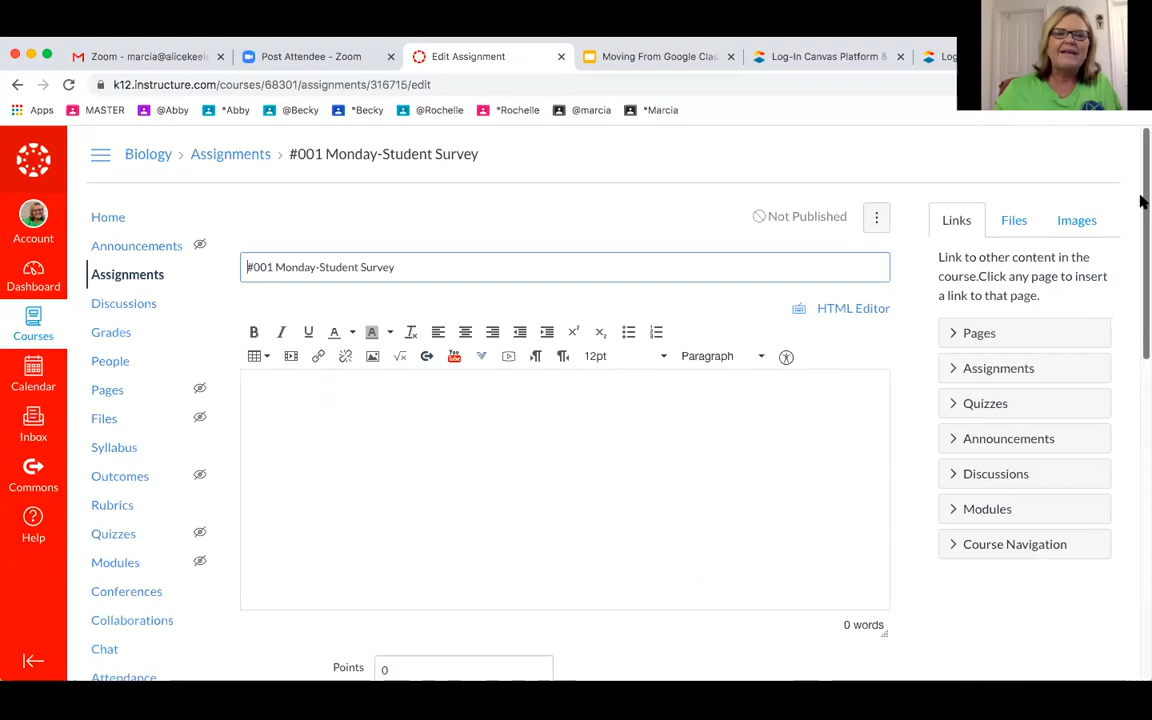 Zoom - marcia@alicekeel
Post Attendee - Zoom
Edit Assignment
Moving From Google Clas
Log-In Canvas Platform &
Log
k12.instructure.com/courses/68301/assignments/316715/edit
Apps
MASTER
@Abby
*Abby
@Becky
*Becky
@Rochelle
*Rochelle
@marcia
*Marcia
Biology > Assignments > #001 Monday-Student Survey
Account
Dashboard
Courses
Calendar
Inbox
Commons
Help
Home
Announcements
Assignments
Discussions
Grades
People
Pages
Files
Syllabus
Outcomes
Rubrics
Quizzes
Modules
Conferences
Collaborations
Chat
Attendance
Not Published
#001 Monday-Student Survey
HTML Editor
B I U A A
12pt
Paragraph
0 words
Points
0
Links Files Images
Link to other content in the
course.Click any page to insert
a link to that page.
Pages
Assignments
Quizzes
Announcements
Discussions
Modules
Course Navigation